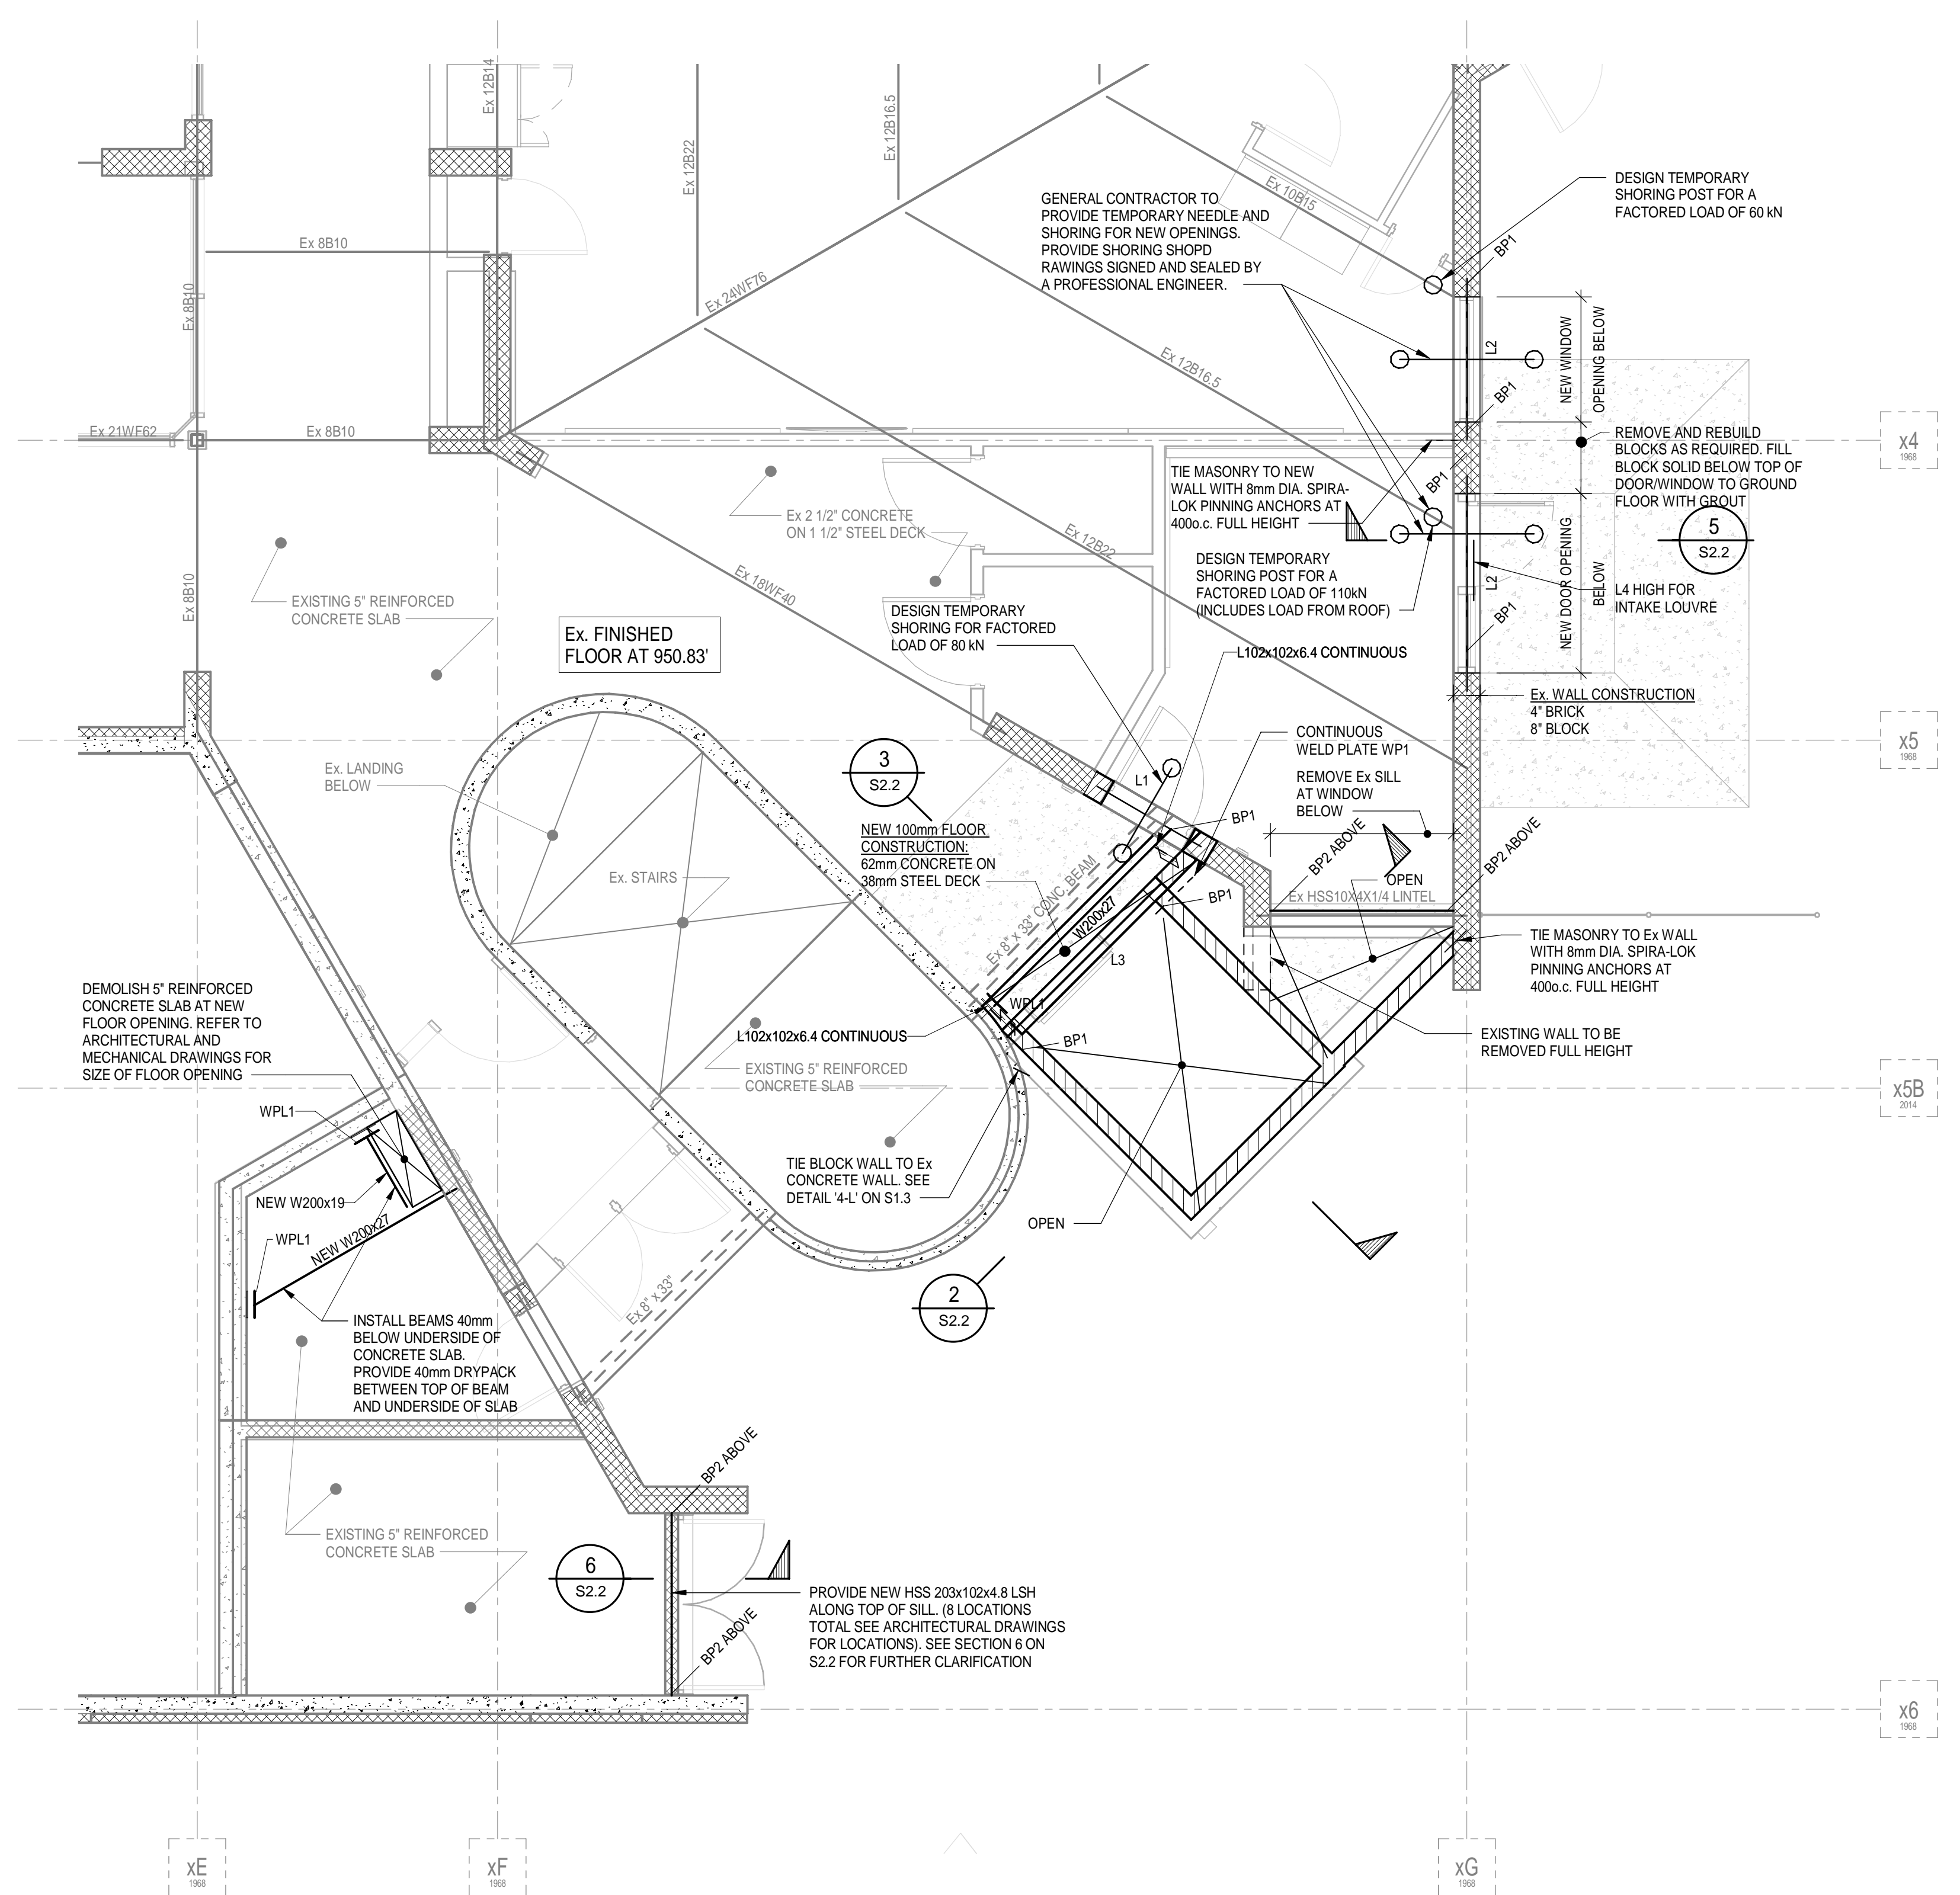 Ex 12B14
Ex 12B22
Ex 12B16.5
Ex 10B15
DESIGN TEMPORARY
SHORING POST FOR A
FACTORED LOAD OF 60 kN
GENERAL CONTRACTOR TO
PROVIDE TEMPORARY NEEDLE AND
SHORING FOR NEW OPENINGS.
PROVIDE SHORING SHOPD
RAWINGS SIGNED AND SEALED BY
A PROFESSIONAL ENGINEER.
BP1
Ex 8B10
Ex 8B10
Ex 24WF76
Ex 12B16.5
L2
NEW WINDOW
OPENING BELOW
BP1
Ex 21WF62
Ex 8B10
x4
1968
REMOVE AND REBUILD
BLOCKS AS REQUIRED. FILL
BLOCK SOLID BELOW TOP OF
DOOR/WINDOW TO GROUND
FLOOR WITH GROUT
TIE MASONRY TO NEW
WALL WITH 8mm DIA. SPIRA-
LOK PINNING ANCHORS AT
400o.c. FULL HEIGHT
BP1
Ex 2 1/2" CONCRETE
ON 1 1/2" STEEL DECK
Ex 12B22
5
S2.2
Ex 18WF40
Ex 8B10
DESIGN TEMPORARY
SHORING POST FOR A
FACTORED LOAD OF 110kN
(INCLUDES LOAD FROM ROOF)
L2
NEW DOOR OPENING
BELOW
L4 HIGH FOR
INTAKE LOUVRE
BP1
EXISTING 5" REINFORCED
CONCRETE SLAB
DESIGN TEMPORARY
SHORING FOR FACTORED
LOAD OF 80 kN
Ex. FINISHED
FLOOR AT 950.83'
L102x102x6.4 CONTINUOUS
Ex. WALL CONSTRUCTION
4" BRICK
8" BLOCK
CONTINUOUS
WELD PLATE WP1
x5
1968
3
S2.2
Ex. LANDING
BELOW
L1
REMOVE Ex SILL
AT WINDOW
BELOW
BP1
NEW 100mm FLOOR
CONSTRUCTION:
62mm CONCRETE ON
38mm STEEL DECK
BP2 ABOVE
BP2 ABOVE
OPEN
Ex. STAIRS
Ex HSS10X4X1/4 LINTEL
BP1
Ex 8" x 33" CONC. BEAM
W200x27
L3
TIE MASONRY TO Ex WALL
WITH 8mm DIA. SPIRA-LOK
PINNING ANCHORS AT
400o.c. FULL HEIGHT
DEMOLISH 5" REINFORCED
CONCRETE SLAB AT NEW
FLOOR OPENING. REFER TO
ARCHITECTURAL AND
MECHANICAL DRAWINGS FOR
SIZE OF FLOOR OPENING
WPL1
L102x102x6.4 CONTINUOUS
BP1
EXISTING WALL TO BE
REMOVED FULL HEIGHT
EXISTING 5" REINFORCED
CONCRETE SLAB
x5B
2014
WPL1
TIE BLOCK WALL TO Ex
CONCRETE WALL. SEE
DETAIL '4-L' ON S1.3
NEW W200x19
OPEN
WPL1
NEW W200x27
Ex 8" x 33"
2
S2.2
INSTALL BEAMS 40mm
BELOW UNDERSIDE OF
CONCRETE SLAB.
PROVIDE 40mm DRYPACK
BETWEEN TOP OF BEAM
AND UNDERSIDE OF SLAB
BP2 ABOVE
EXISTING 5" REINFORCED
CONCRETE SLAB
6
S2.2
PROVIDE NEW HSS 203x102x4.8 LSH
ALONG TOP OF SILL. (8 LOCATIONS
TOTAL SEE ARCHITECTURAL DRAWINGS
FOR LOCATIONS). SEE SECTION 6 ON
S2.2 FOR FURTHER CLARIFICATION
BP2 ABOVE
x6
1968
xE
1968
xF
1968
xG
1968